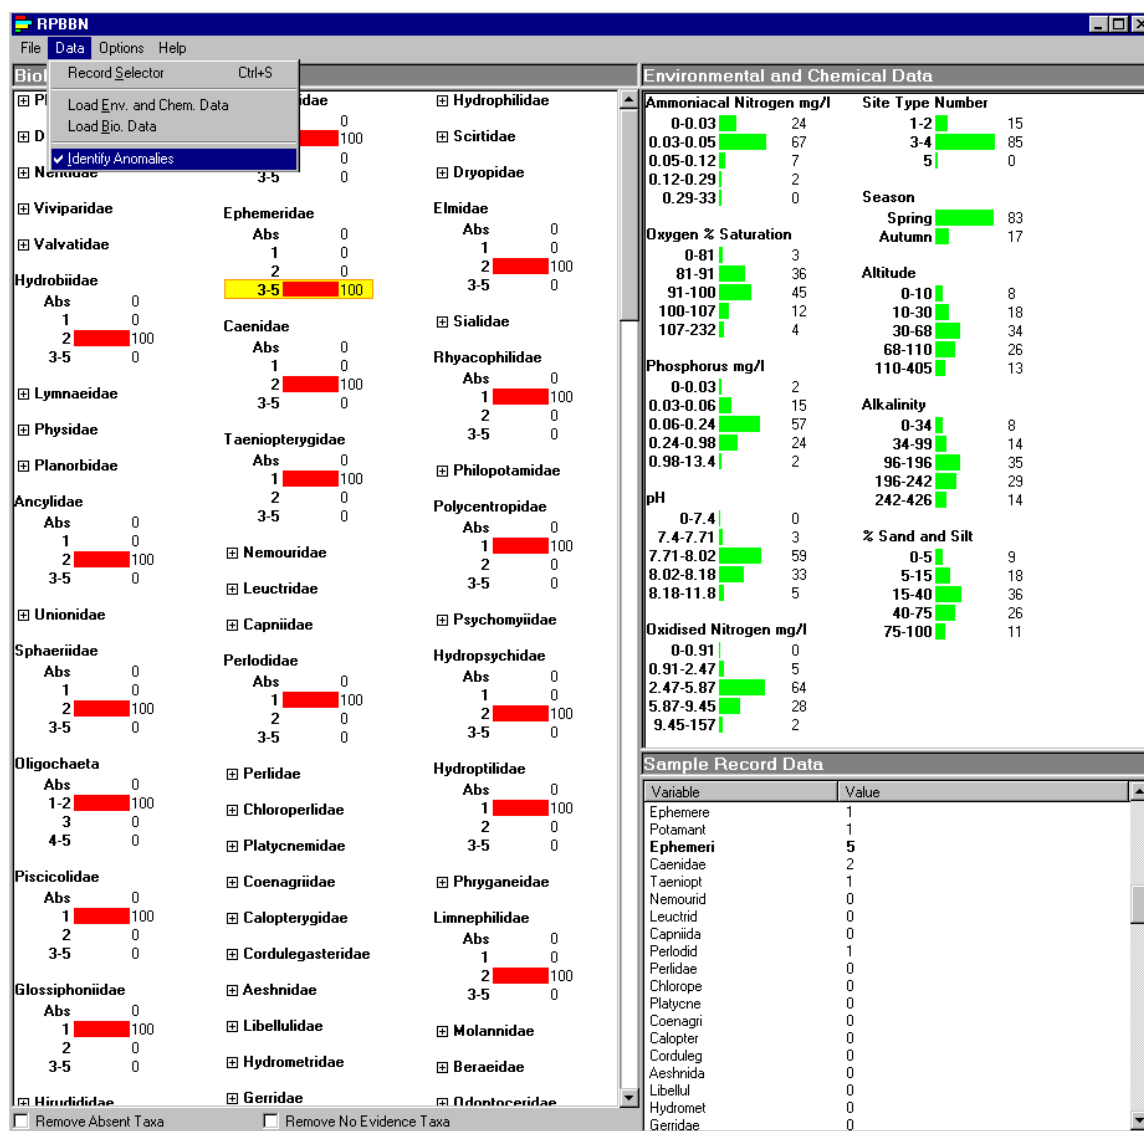 RPBBN
File Data Options Help
Record Selector Ctrl+S
Load Env. and Chem. Data
Load Bio. Data
✔ Identify Anomalies
Nentidae
Viviparidae
Valvatidae
Hydrobiidae
Abs 0
1 0
2 100
3-5 0
Lymnaeidae
Physidae
Planorbidae
Ancylidae
Abs 0
1 0
2 100
3-5 0
Unionidae
Sphaeriidae
Abs 0
1 0
2 100
3-5 0
Oligochaeta
Abs 0
1-2 100
3 0
4-5 0
Piscicolidae
Abs 0
1 100
2 0
3-5 0
Glossiphoniidae
Abs 0
1 100
2 0
3-5 0
Hirudididae
idae
0
100
0
3-5 0
Ephemeridae
Abs 0
1 0
2 0
3-5 100
Caenidae
Abs 0
1 0
2 100
3-5 0
Taeniopterygidae
Abs 0
1 100
2 0
3-5 0
Nemouridae
Leuctridae
Capniidae
Perlodidae
Abs 0
1 100
2 0
3-5 0
Perlidae
Chloroperlidae
Platycnemidae
Coenagriidae
Calopterygidae
Cordulegasteridae
Aeshnidae
Libellulidae
Hydrometridae
Gerridae
Hydrophilidae
Scirtidae
Dryopidae
Elmidae
Abs 0
1 0
2 100
3-5 0
Sialidae
Rhyacophilidae
Abs 0
1 100
2 0
3-5 0
Philopotamidae
Polycentropidae
Abs 0
1 100
2 0
3-5 0
Psychomyiidae
Hydropsychidae
Abs 0
1 0
2 100
3-5 0
Hydroptilidae
Abs 0
1 100
2 0
3-5 0
Phryganeidae
Limnephilidae
Abs 0
1 0
2 100
3-5 0
Molannidae
Beraeidae
Odontoceridae
Remove Absent Taxa
Remove No Evidence Taxa
Environmental and Chemical Data
Ammoniacal Nitrogen mg/l
0-0.03 24
0.03-0.05 67
0.05-0.12 7
0.12-0.29 2
0.29-33 0
Oxygen % Saturation
0-81 3
81-91 36
91-100 45
100-107 12
107-232 4
Phosphorus mg/l
0-0.03 2
0.03-0.06 15
0.06-0.24 57
0.24-0.98 24
0.98-13.4 2
pH
0-7.4 0
7.4-7.71 3
7.71-8.02 59
8.02-8.18 33
8.18-11.8 5
Oxidised Nitrogen mg/l
0-0.91 0
0.91-2.47 5
2.47-5.87 64
5.87-9.45 28
9.45-157 2
Site Type Number
1-2 15
3-4 85
5 0
Season
Spring 83
Autumn 17
Altitude
0-10 8
10-30 18
30-68 34
68-110 26
110-405 13
Alkalinity
0-34 8
34-99 14
96-196 35
196-242 29
242-426 14
% Sand and Silt
0-5 9
5-15 18
15-40 36
40-75 26
75-100 11
Sample Record Data
Variable Value
Ephemere 1
Potamant 1
Ephemeri 5
Caenidae 2
Taeniopt 1
Nemourid 0
Leuctrid 0
Capniida 0
Perlodid 1
Perlidae 0
Chlorope 0
Platycne 0
Coenagri 0
Calopter 0
Corduleg 0
Aeshnida 0
Libellul 0
Hydromet 0
Gerridae 0